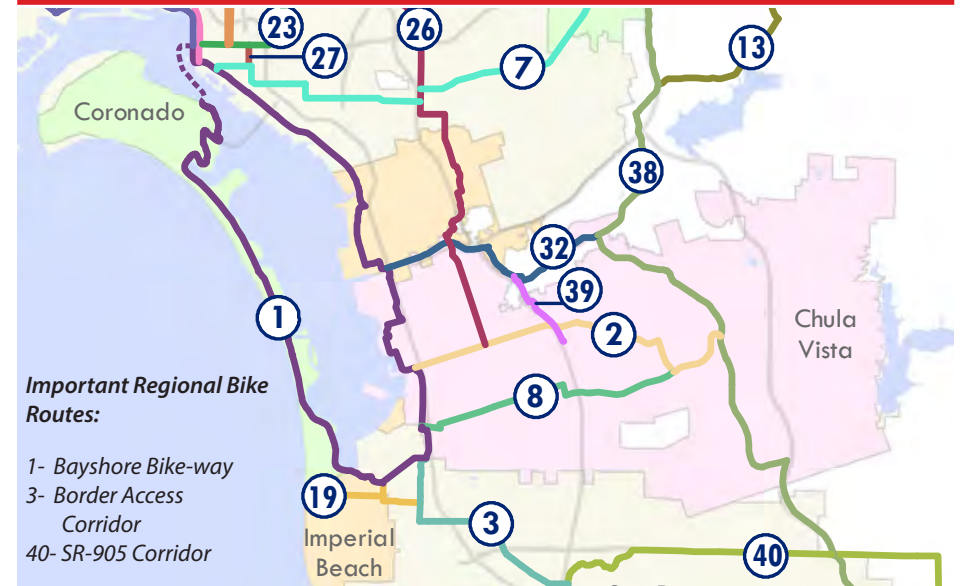 23
26
27
7
13
Coronado
38
32
39
1
2
Chula
Vista
8
Important Regional Bike
Routes:
1- Bayshore Bike-way
3- Border Access
Corridor
40- SR-905 Corridor
19
3
Imperial
Beach
40